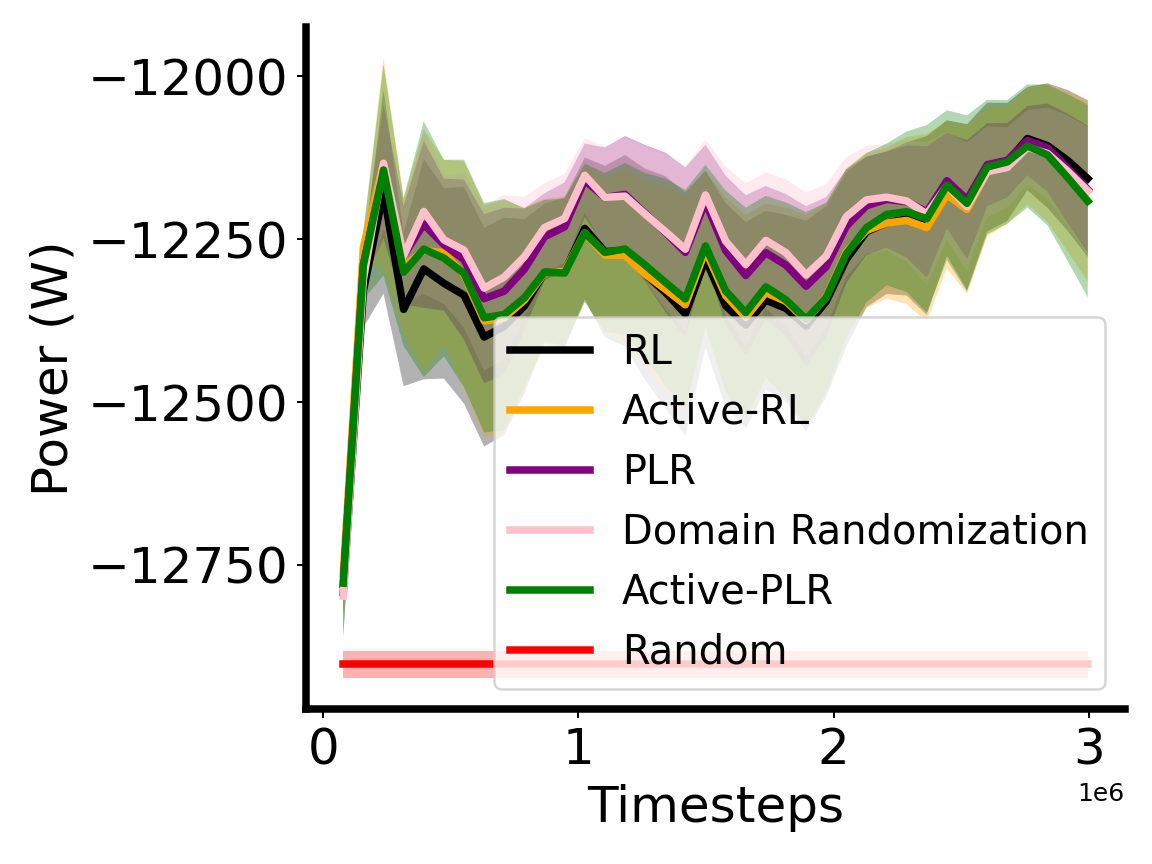 −12000
−12250
−12500
−12750
Power (W)
RL
Active-RL
PLR
Domain Randomization
Active-PLR
Random
0
1
2
3
1e6
Timesteps